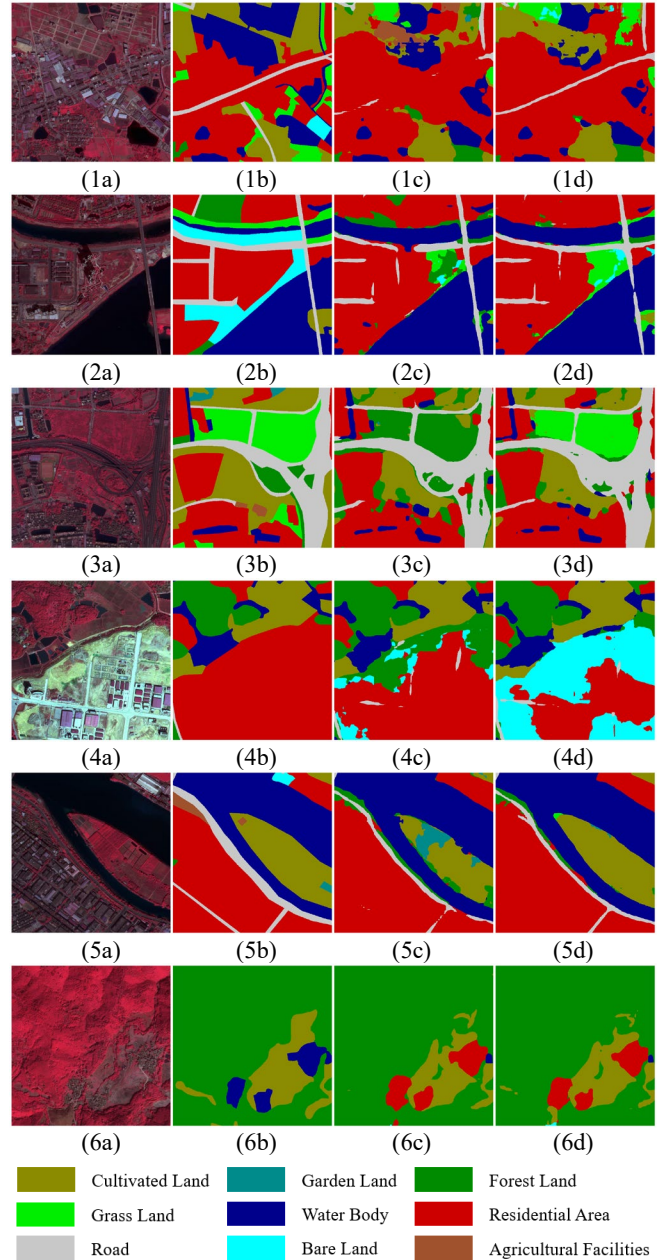 (1a) (1b) (1c) (1d)
(2a) (2b) (2c) (2d)
(3a) (3b) (3c) (3d)
(4a) (4b) (4c) (4d)
(5a) (5b) (5c) (5d)
(6a) (6b) (6c) (6d)
Cultivated Land Garden Land Forest Land
Grass Land Water Body Residential Area
Road Bare Land Agricultural Facilities